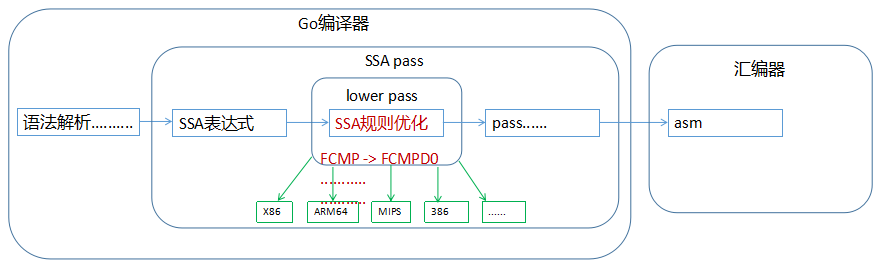 Go编译器
SSA pass
汇编器
lower pass
语法解析..........
SSA表达式
SSA规则优化
pass......
asm
FCMP -> FCMPD0
...........
...........
X86
ARM64
MIPS
386
......